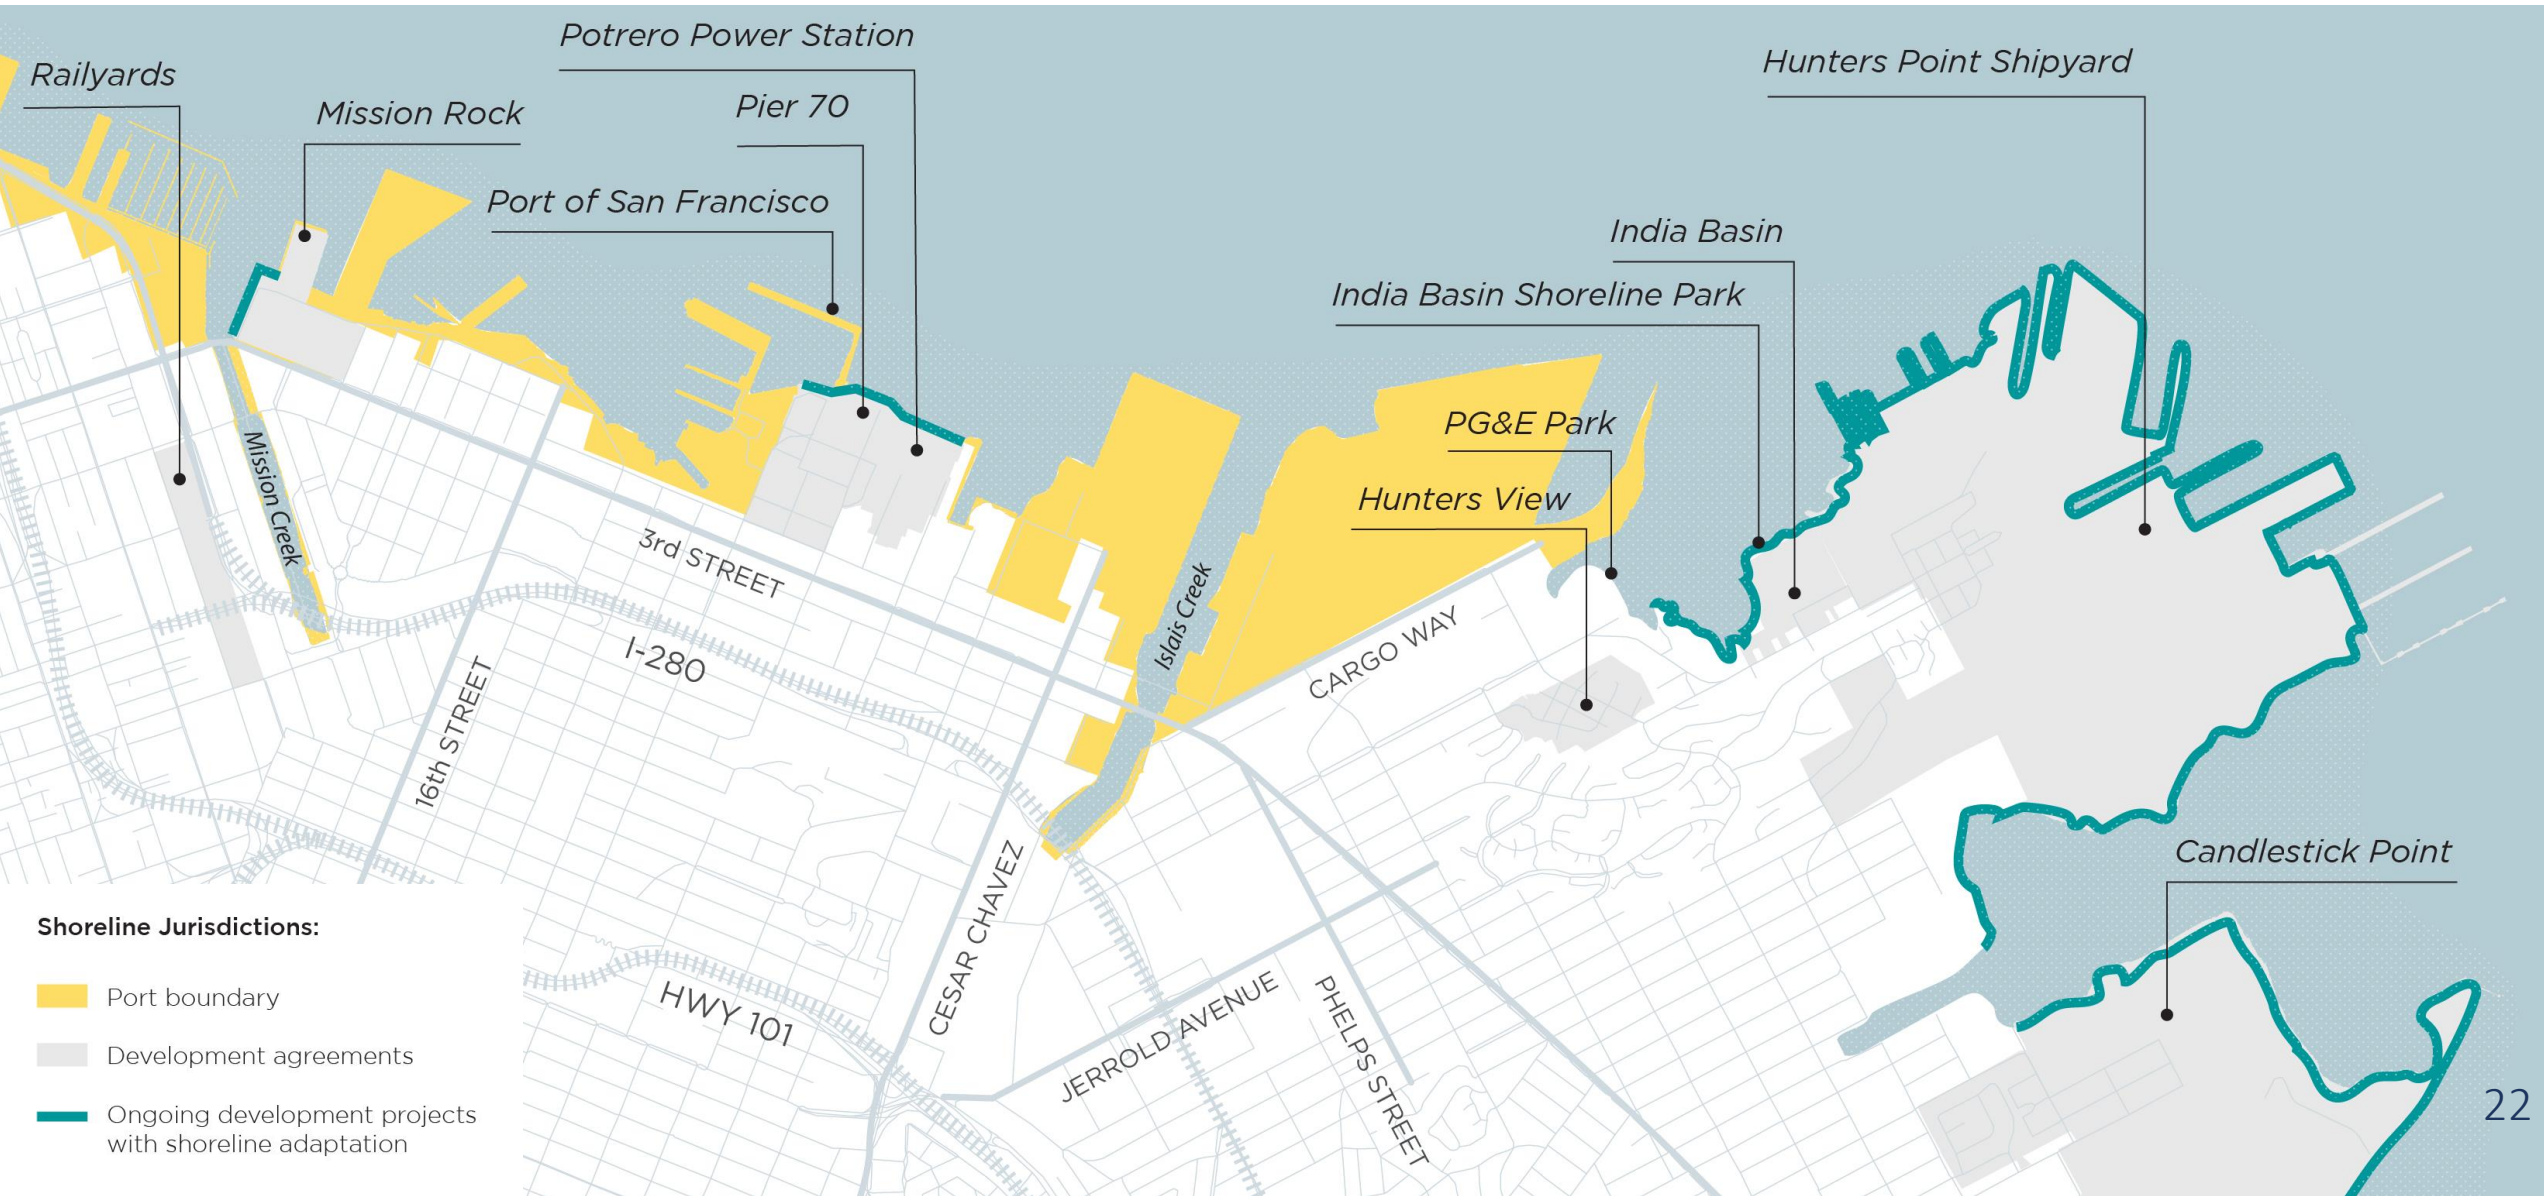 Potrero Power Station
Railyards
Hunters Point Shipyard
Mission Rock
Pier 70
Port of San Francisco
India Basin
India Basin Shoreline Park
PG&E Park
Hunters View
Mission Creek
3rd STREET
Islais Creek
I-280
CARGO WAY
16th STREET
Candlestick Point
CESAR CHAVEZ
HWY 101
JERROLD AVENUE
PHELPS STREET
Shoreline Jurisdictions:
Port boundary
Development agreements
Ongoing development projects
with shoreline adaptation
22